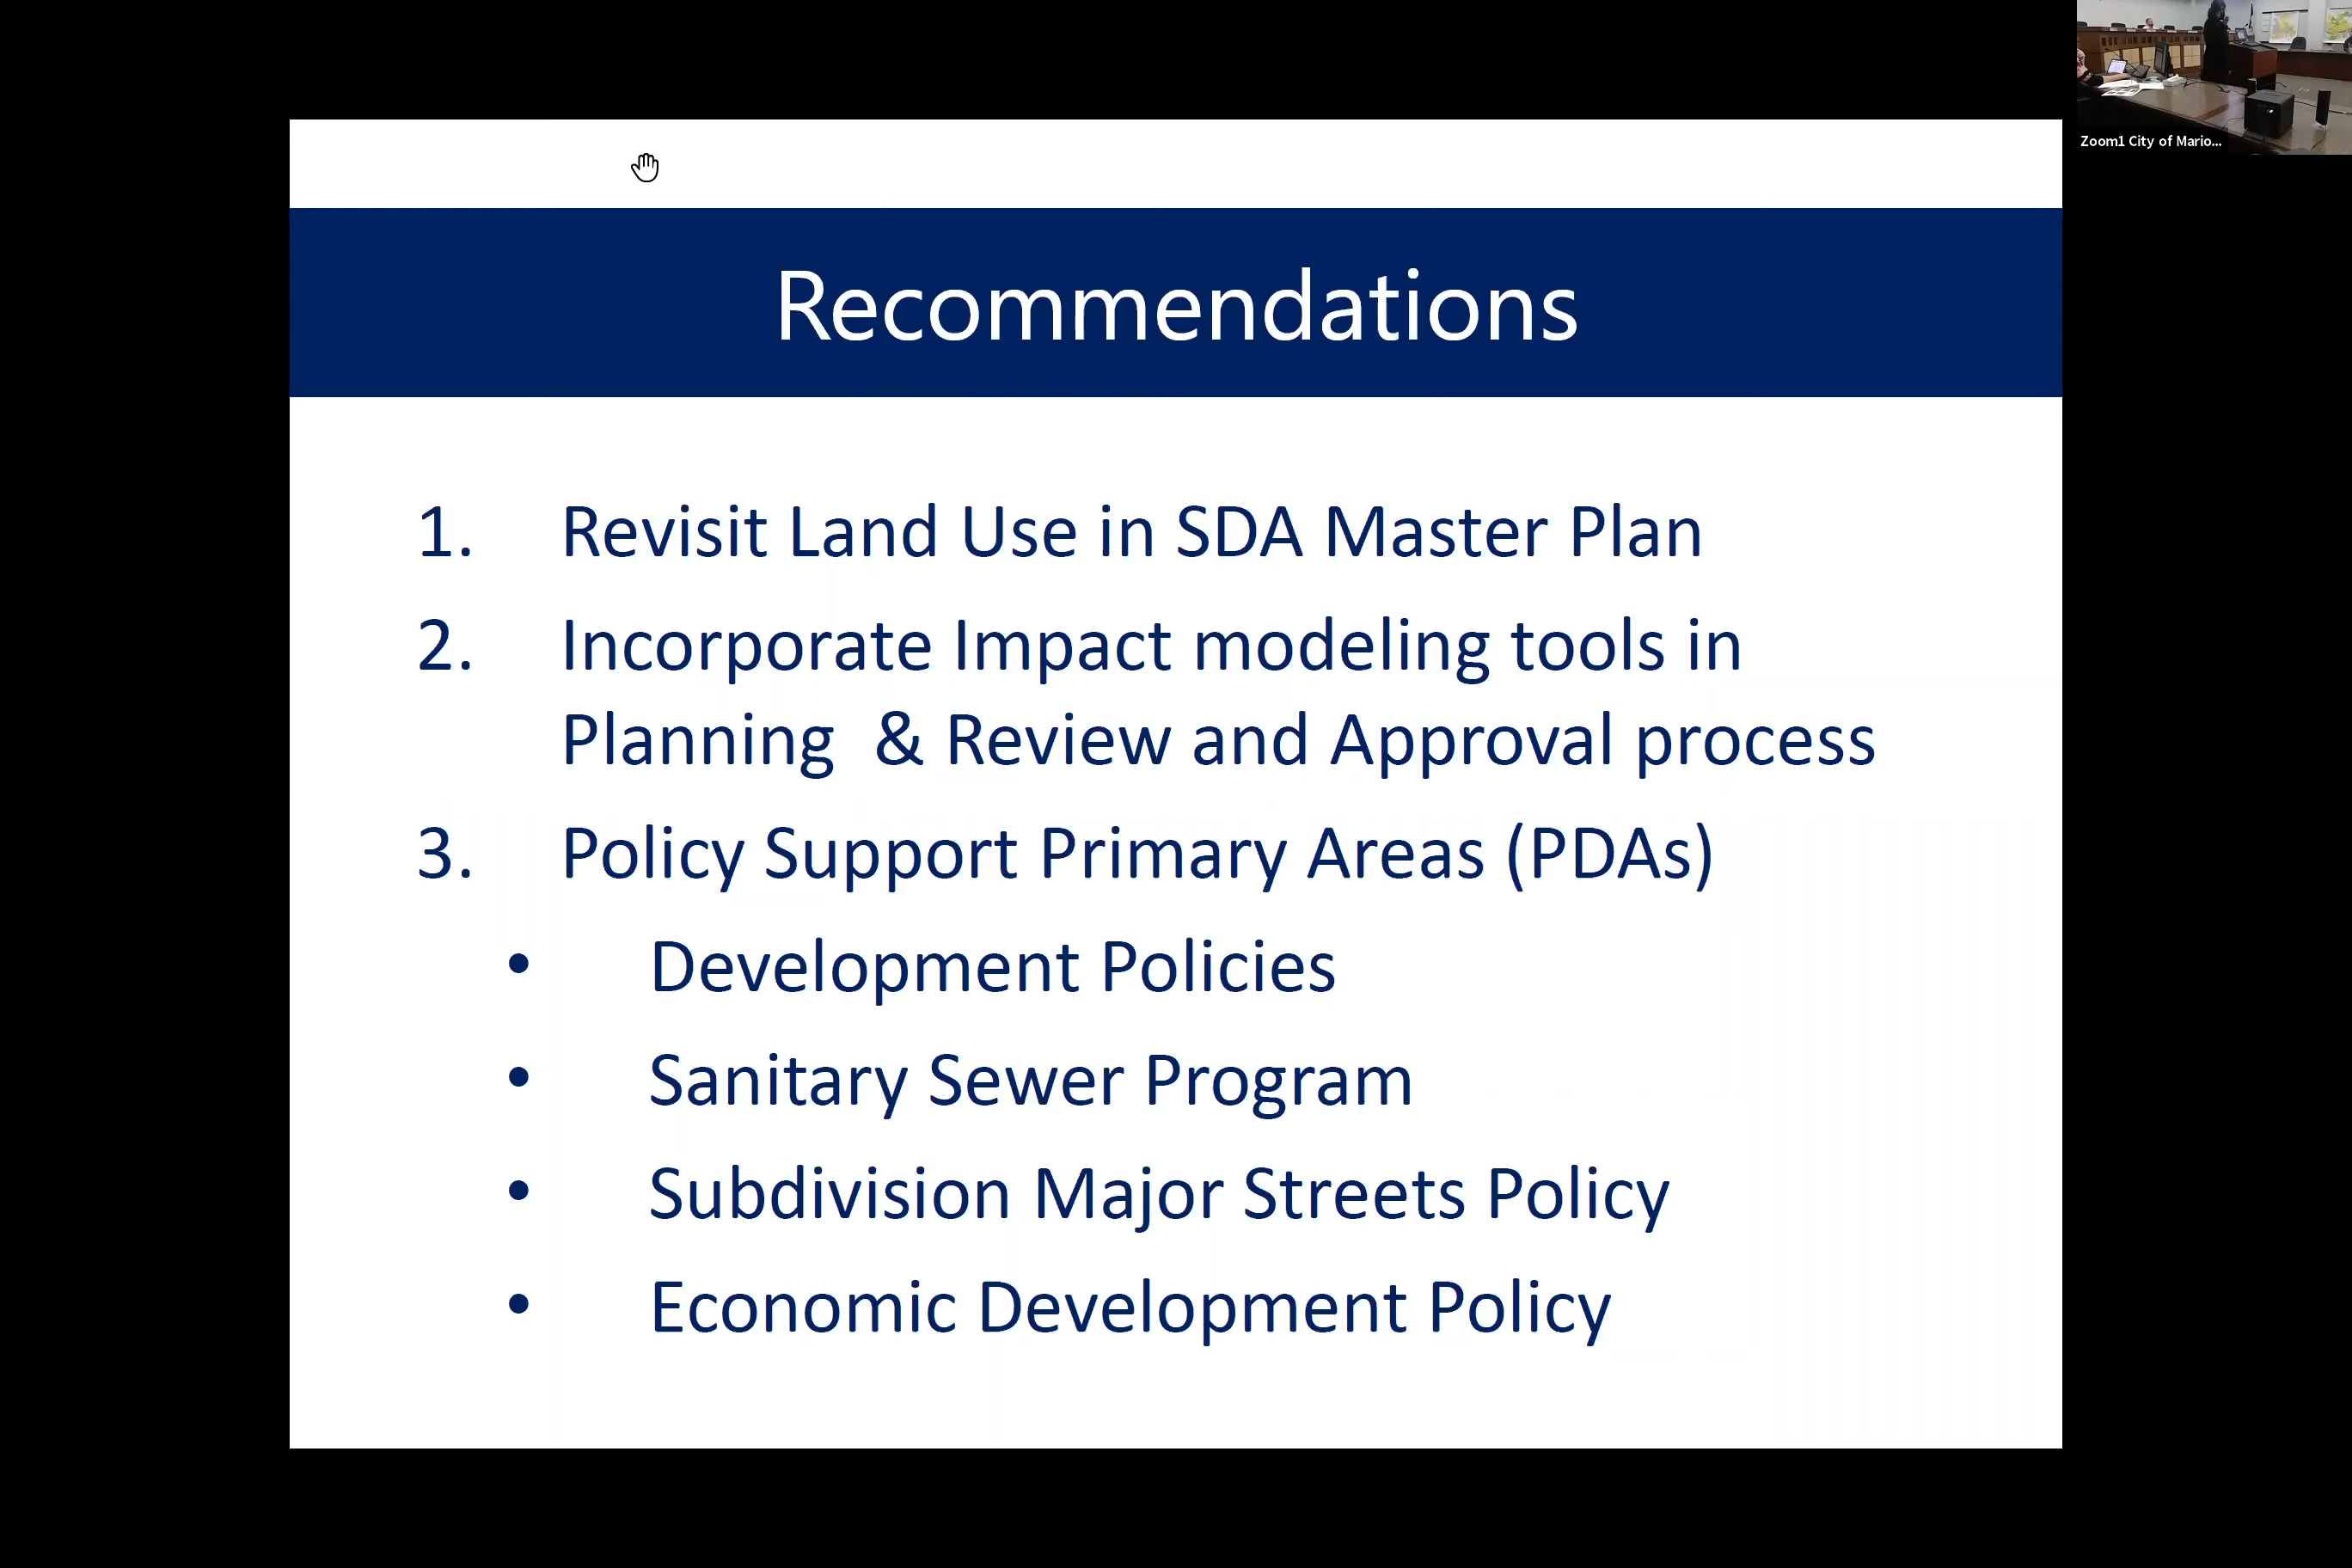 Zoom1 City of Mario...
Recommendations
1. Revisit Land Use in SDA Master Plan
2. Incorporate Impact modeling tools in
Planning & Review and Approval process
3. Policy Support Primary Areas (PDAs)
• Development Policies
• Sanitary Sewer Program
• Subdivision Major Streets Policy
• Economic Development Policy